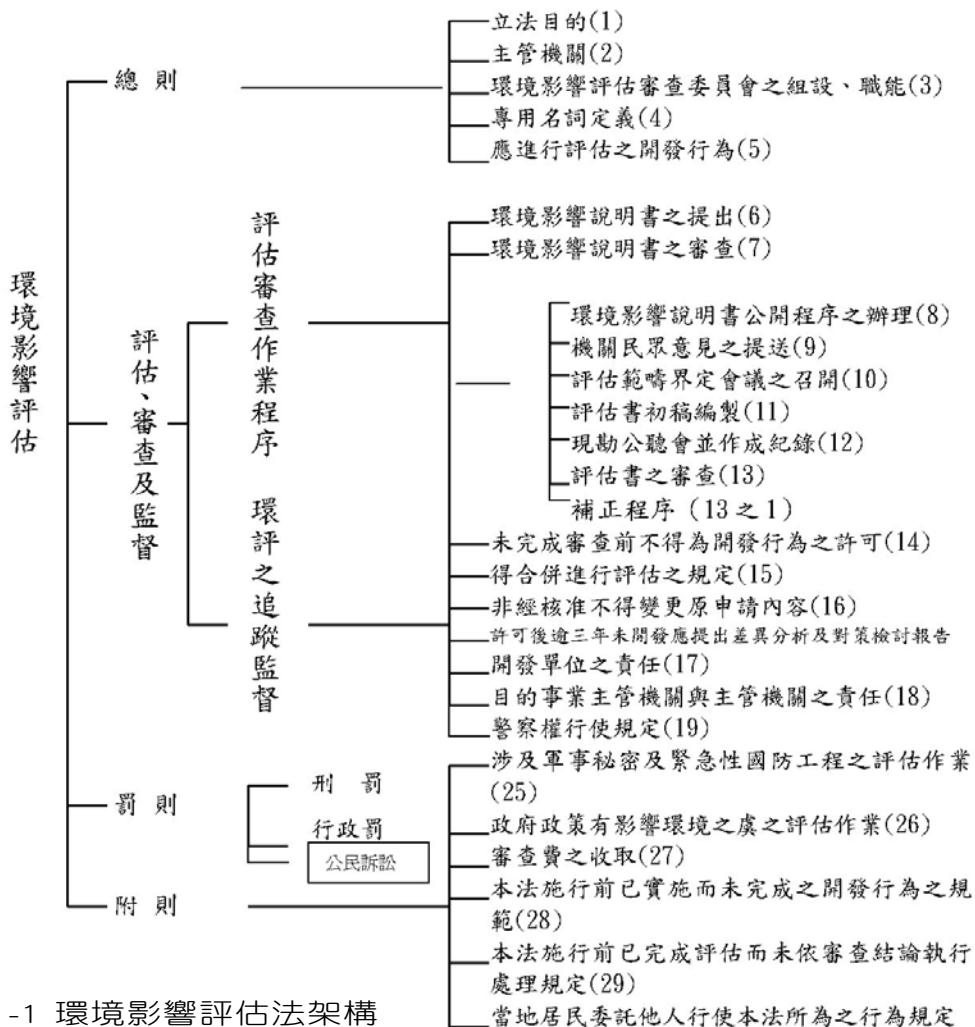 環境影響評估
總則
立法目的(1)
主管機關(2)
環境影響評估審查委員會之組設、職能(3)
專用名詞定義(4)
應進行評估之開發行為(5)
評估、審查及監督
評估審查作業程序
環境影響說明書之提出(6)
環境影響說明書之審查(7)
環境影響說明書公開程序之辦理(8)
機關民眾意見之提送(9)
評估範疇界定會議之召開(10)
評估書初稿編製(11)
現勘公聽會並作成紀錄(12)
評估書之審查(13)
補正程序（13之1）
環評之追蹤監督
未完成審查前不得為開發行為之許可(14)
得合併進行評估之規定(15)
非經核准不得變更原申請內容(16)
許可後逾三年未開發應提出差異分析及對策檢討報告
開發單位之責任(17)
目的事業主管機關與主管機關之責任(18)
警察權行使規定(19)
罰則
刑罰
行政罰
公民訴訟
附則
涉及軍事秘密及緊急性國防工程之評估作業
(25)
政府政策有影響環境之虞之評估作業(26)
審查費之收取(27)
本法施行前已實施而未完成之開發行為之規
範(28)
本法施行前已完成評估而未依審查結論執行
處理規定(29)
當地居民委託他人行使本法所為之行為規定
-1 環境影響評估法架構